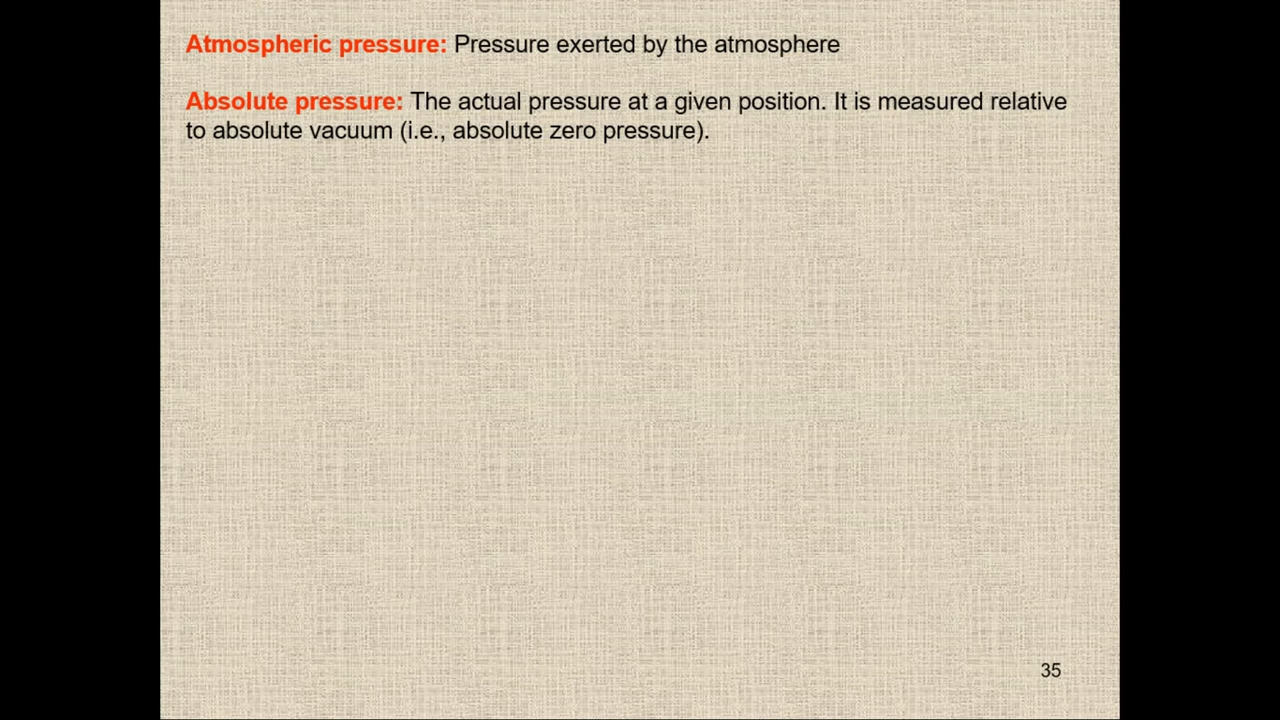 Atmospheric pressure: Pressure exerted by the atmosphere
Absolute pressure: The actual pressure at a given position. It is measured relative
to absolute vacuum (i.e., absolute zero pressure).
35